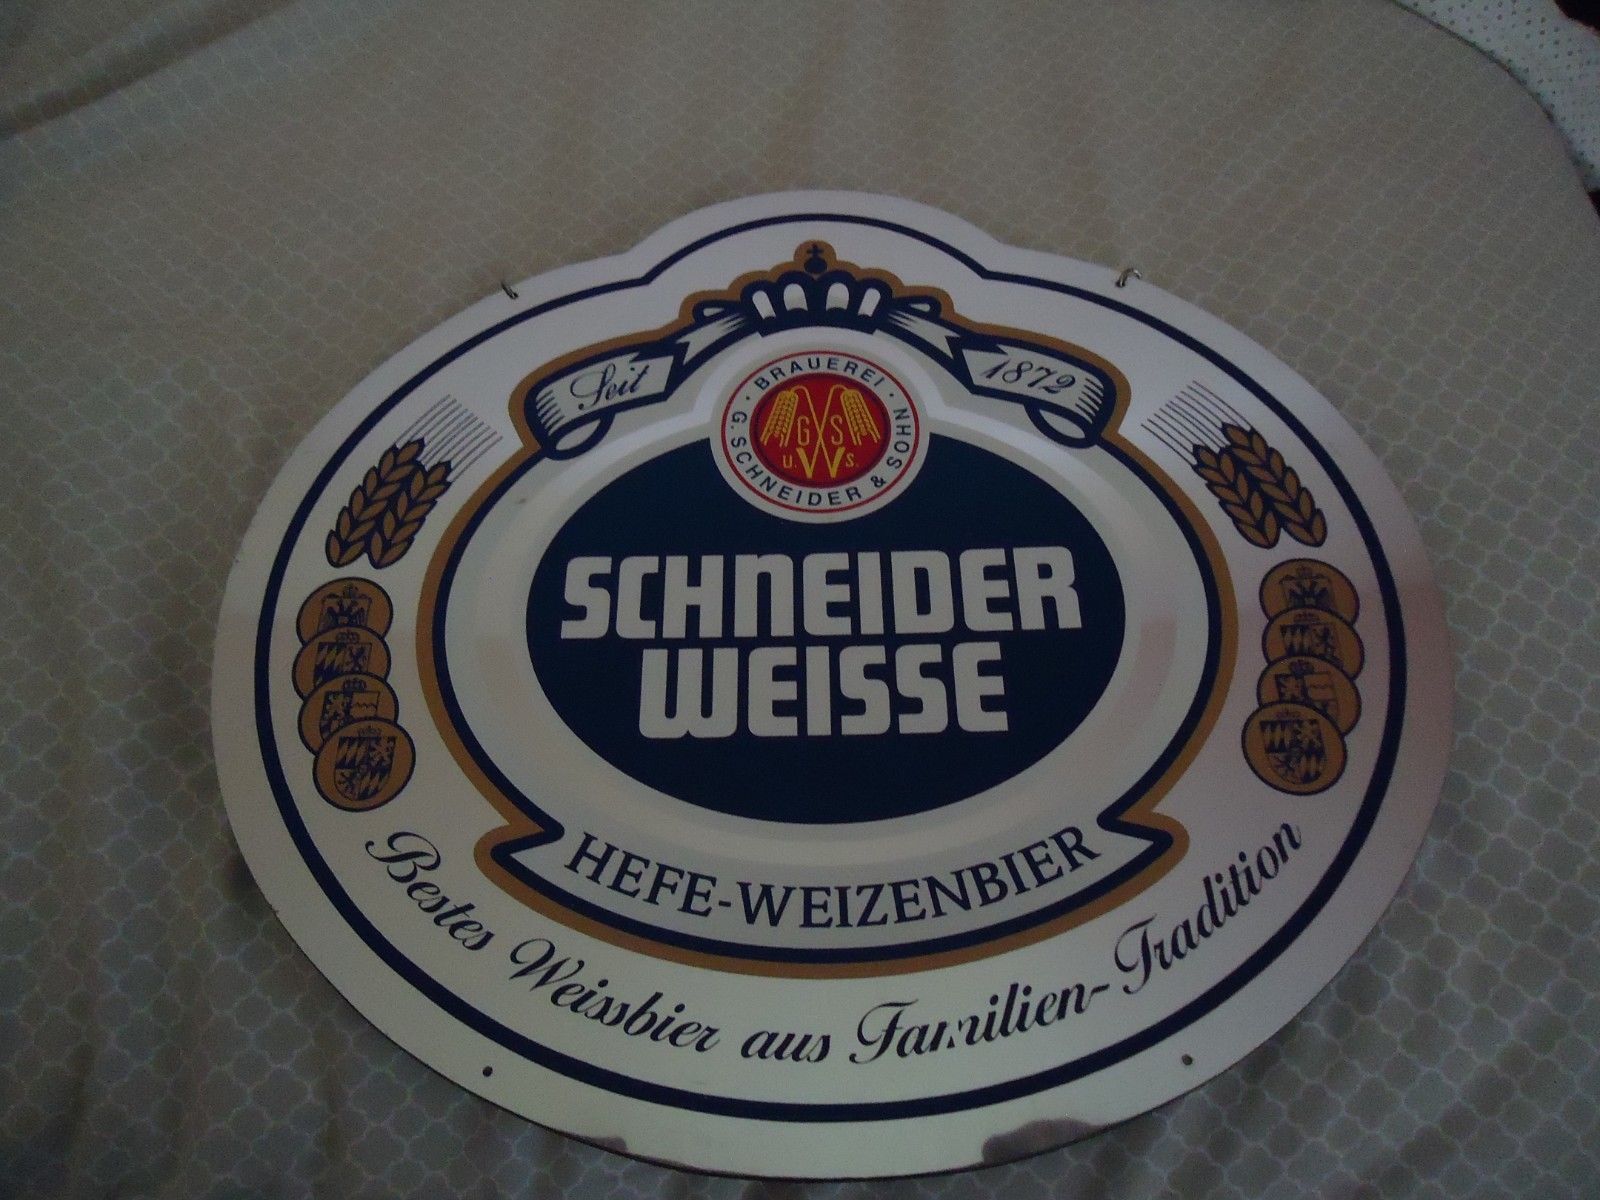 Seit 1872
BRAUEREI
G. SCHNEIDER & SOHN
G S
u. W s.
SCHNEIDER
WEISSE
HEFE-WEIZENBIER
Bestes Weissbier aus Familien-Tradition